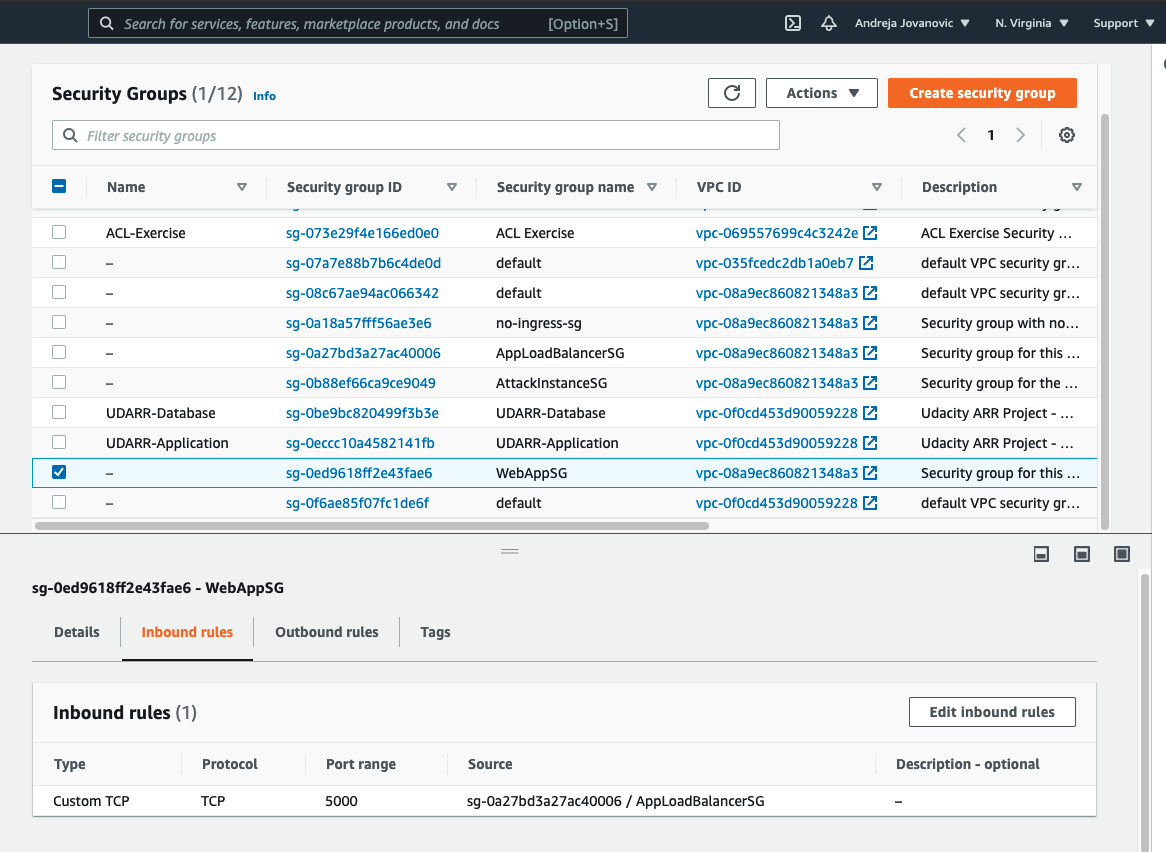 Search for services, features, marketplace products, and docs [Option+S] Andreja Jovanovic N. Virginia Support
Security Groups (1/12) Info Actions Create security group
Filter security groups 1
Name Security group ID Security group name VPC ID Description
ACL-Exercise sg-073e29f4e166ed0e0 ACL Exercise vpc-069557699c4c3242e ACL Exercise Security ...
– sg-07a7e88b7b6c4de0d default vpc-035fcedc2db1a0eb7 default VPC security gr...
– sg-08c67ae94ac066342 default vpc-08a9ec860821348a3 default VPC security gr...
– sg-0a18a57fff56ae3e6 no-ingress-sg vpc-08a9ec860821348a3 Security group with no...
– sg-0a27bd3a27ac40006 AppLoadBalancerSG vpc-08a9ec860821348a3 Security group for this ...
– sg-0b88ef66ca9ce9049 AttackInstanceSG vpc-08a9ec860821348a3 Security group for the ...
UDARR-Database sg-0be9bc820499f3b3e UDARR-Database vpc-0f0cd453d90059228 Udacity ARR Project - ...
UDARR-Application sg-0eccc10a4582141fb UDARR-Application vpc-0f0cd453d90059228 Udacity ARR Project - ...
– sg-0ed9618ff2e43fae6 WebAppSG vpc-08a9ec860821348a3 Security group for this ...
– sg-0f6ae85f07fc1de6f default vpc-0f0cd453d90059228 default VPC security gr...
sg-0ed9618ff2e43fae6 - WebAppSG
Details Inbound rules Outbound rules Tags
Inbound rules (1) Edit inbound rules
Type Protocol Port range Source Description - optional
Custom TCP TCP 5000 sg-0a27bd3a27ac40006 / AppLoadBalancerSG –